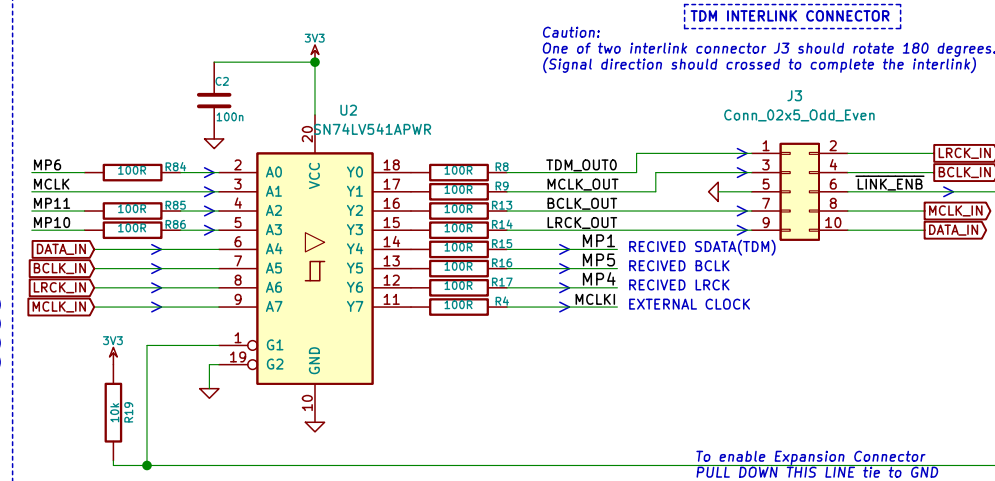 TDM INTERLINK CONNECTOR
Caution:
One of two interlink connector J3 should rotate 180 degrees.
(Signal direction should crossed to complete the interlink)
3V3
C2
100n
U2
SN74LV541APWR
J3
Conn_02x5_Odd_Even
20
VCC
MP6 100R R84 2 A0 Y0 18 100R R8 TDM_OUT0 1 2 LRCK_IN
MCLK 3 A1 Y1 17 100R R9 MCLK_OUT 3 4 BCLK_IN
MP11 100R R85 4 A2 Y2 16 100R R13 BCLK_OUT 5 6 LINK_ENB
MP10 100R R86 5 A3 Y3 15 100R R14 LRCK_OUT 7 8 MCLK_IN
9 10 DATA_IN
DATA_IN 6 A4 Y4 14 100R R15 MP1 RECIVED SDATA(TDM)
BCLK_IN 7 A5 Y5 13 100R R16 MP5 RECIVED BCLK
LRCK_IN 8 A6 Y6 12 100R R17 MP4 RECIVED LRCK
MCLK_IN 9 A7 Y7 11 100R R4 MCLKI EXTERNAL CLOCK
3V3
1 G1
19 G2
GND
10
10k
R19
To enable Expansion Connector
PULL DOWN THIS LINE tie to GND